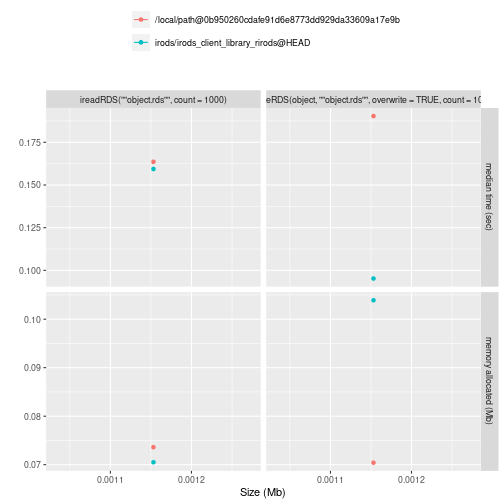 /local/path@0b950260cdafe91d6e8773dd929da33609a17e9b
irods/irods_client_library_rirods@HEAD
ireadRDS(""object.rds"", count = 1000)
eRDS(object, ""object.rds"", overwrite = TRUE, count = 10
0.175
0.150
0.125
0.100
median time (sec)
0.10
0.09
0.08
0.07
memory allocated (Mb)
0.0011
0.0012
0.0011
0.0012
Size (Mb)